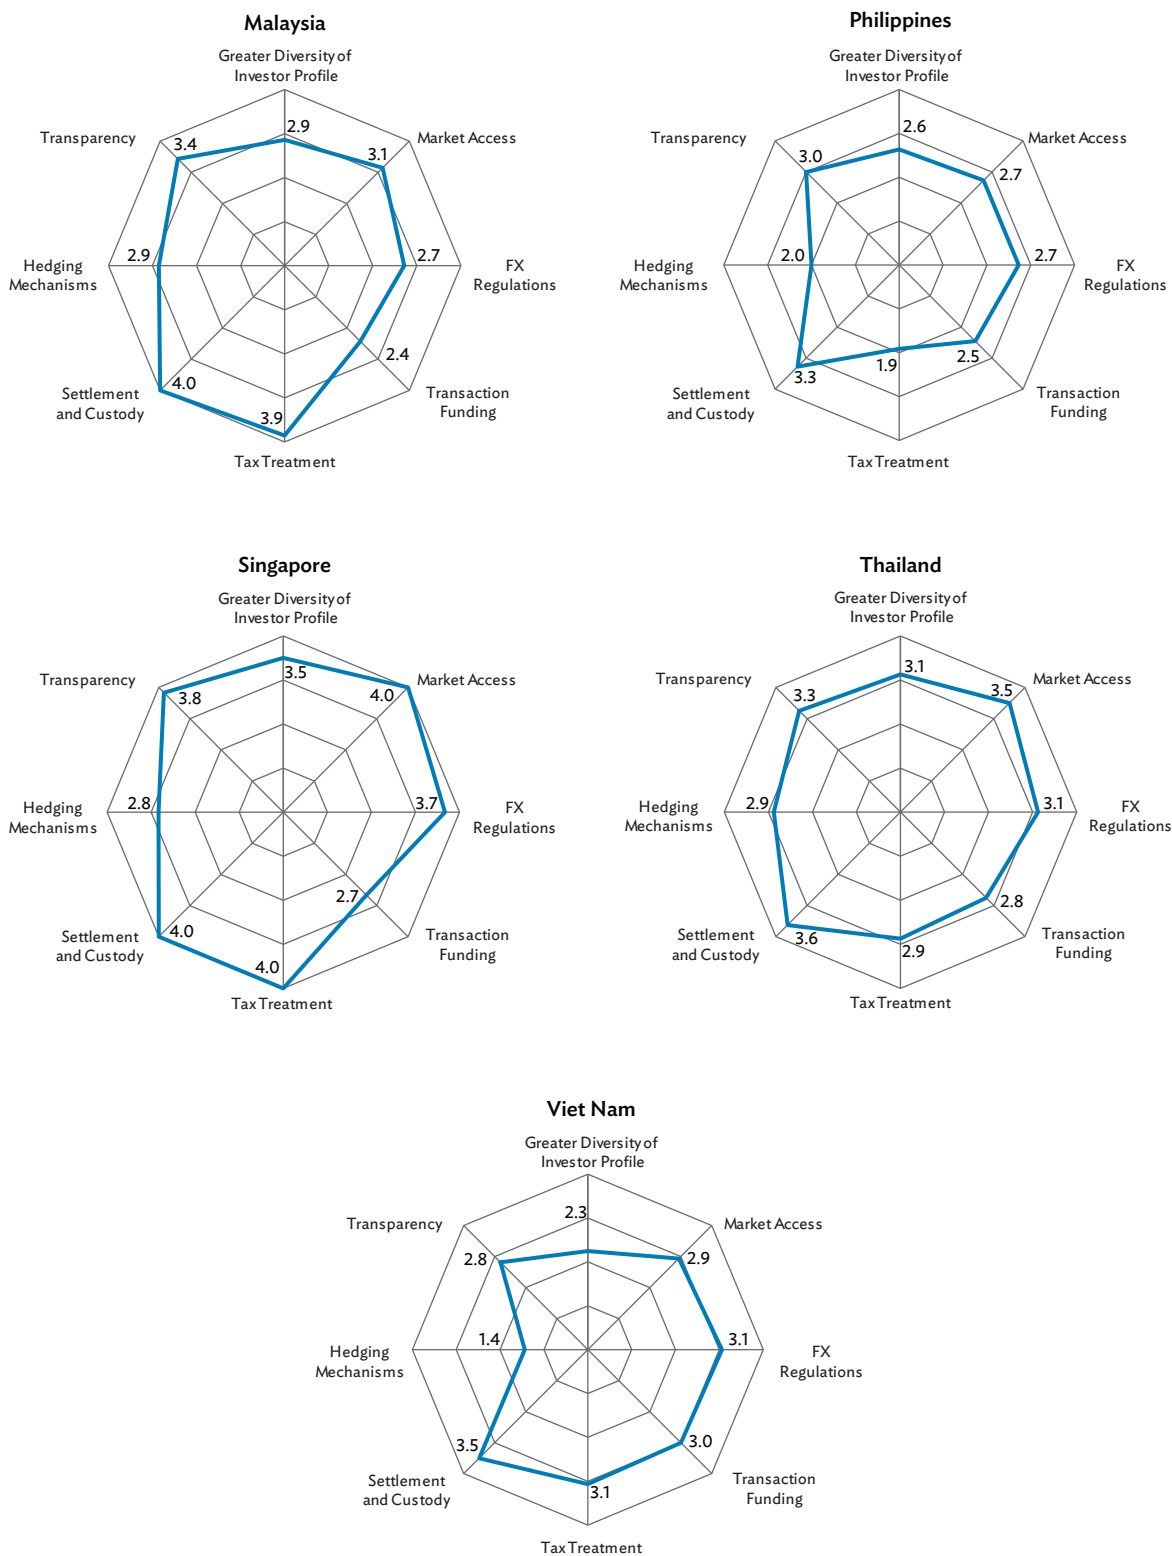 Malaysia
Greater Diversity of
Investor Profile
2.9
Transparency
3.4
Market Access
3.1
Hedging
Mechanisms
2.9
2.7
FX
Regulations
2.4
Settlement
and Custody
4.0
Transaction
Funding
3.9
Tax Treatment
Philippines
Greater Diversity of
Investor Profile
2.6
Transparency
3.0
Market Access
2.7
Hedging
Mechanisms
2.0
2.7
FX
Regulations
2.5
1.9
Settlement
and Custody
3.3
Transaction
Funding
Tax Treatment
Singapore
Greater Diversity of
Investor Profile
3.5
Transparency
3.8
4.0
Market Access
Hedging
Mechanisms
2.8
3.7
FX
Regulations
2.7
Settlement
and Custody
4.0
Transaction
Funding
4.0
Tax Treatment
Thailand
Greater Diversity of
Investor Profile
3.1
Transparency
3.3
3.5
Market Access
Hedging
Mechanisms
2.9
3.1
FX
Regulations
2.8
Settlement
and Custody
3.6
2.9
Transaction
Funding
Tax Treatment
Viet Nam
Greater Diversity of
Investor Profile
2.3
Transparency
2.8
Market Access
2.9
Hedging
Mechanisms
1.4
3.1
FX
Regulations
3.5
3.0
Settlement
and Custody
3.1
Transaction
Funding
Tax Treatment